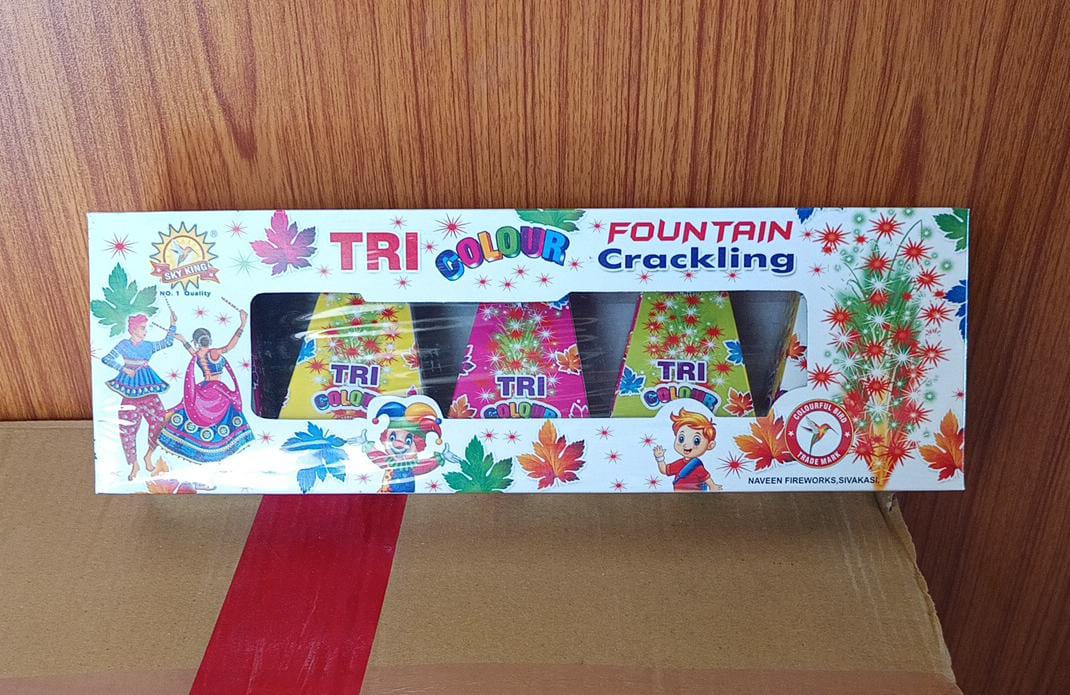 SKY KING
®
NO. 1 Quality
TRI COLOUR
FOUNTAIN
Crackling
TRI
COLOUR
TRI
COLOUR
TRI
COLOUR
COLOURFUL BIRD
TRADE MARK
NAVEEN FIREWORKS,SIVAKASI.